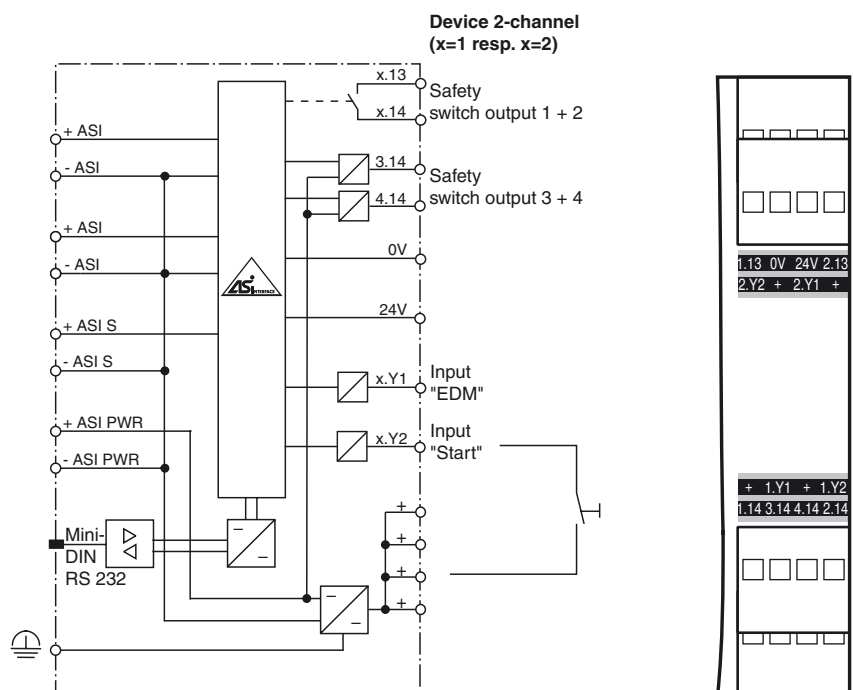 Device 2-channel
(x=1 resp. x=2)
x.13
Safety
x.14
switch output 1 + 2
+ ASI
- ASI
3.14
Safety
4.14
switch output 3 + 4
+ ASI
0V
- ASI
ASi
INTERFACE
24V
+ ASI S
- ASI S
x.Y1
Input
"EDM"
+ ASI PWR
x.Y2
Input
"Start"
- ASI PWR
+
+
+
+
Mini-
DIN
RS 232
1.13 0V 24V 2.13
2.Y2 + 2.Y1 +
+ 1.Y1 + 1.Y2
1.14 3.14 4.14 2.14